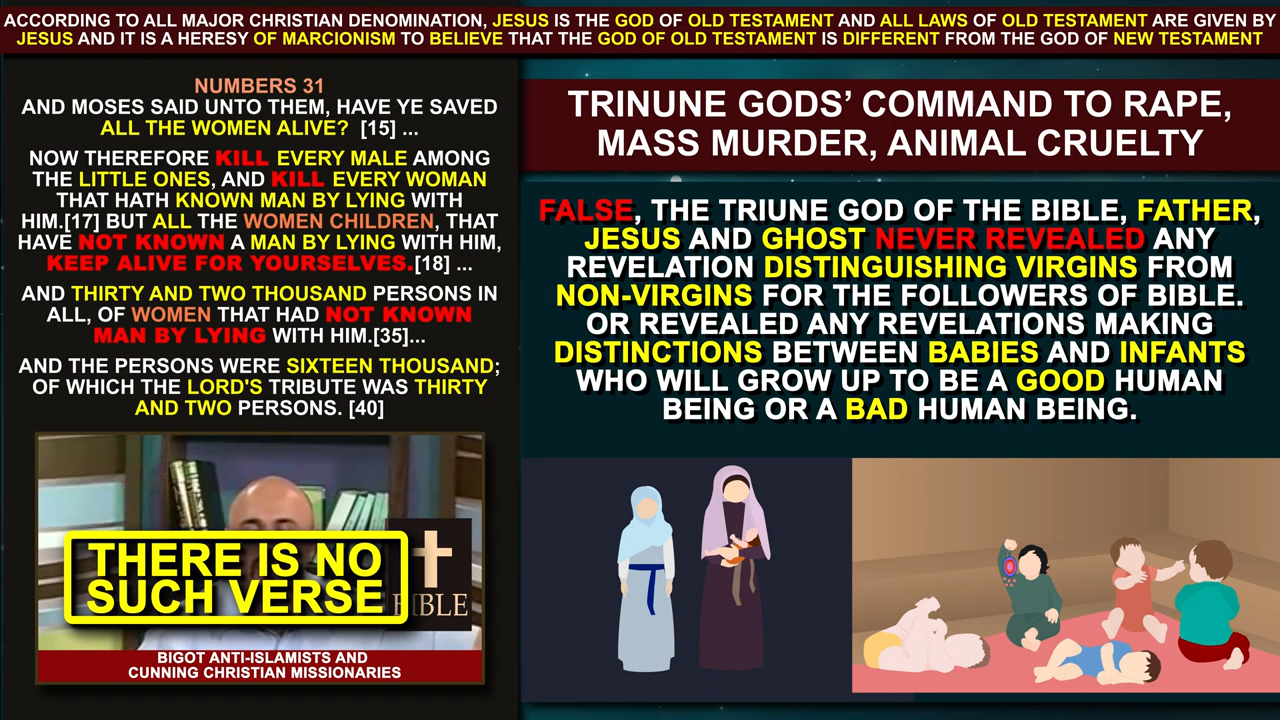 ACCORDING TO ALL MAJOR CHRISTIAN DENOMINATION, JESUS IS THE GOD OF OLD TESTAMENT AND ALL LAWS OF OLD TESTAMENT ARE GIVEN BY
JESUS AND IT IS A HERESY OF MARCIONISM TO BELIEVE THAT THE GOD OF OLD TESTAMENT IS DIFFERENT FROM THE GOD OF NEW TESTAMENT
NUMBERS 31
AND MOSES SAID UNTO THEM, HAVE YE SAVED
ALL THE WOMEN ALIVE? [15] ...
NOW THEREFORE KILL EVERY MALE AMONG
THE LITTLE ONES, AND KILL EVERY WOMAN
THAT HATH KNOWN MAN BY LYING WITH
HIM.[17] BUT ALL THE WOMEN CHILDREN, THAT
HAVE NOT KNOWN A MAN BY LYING WITH HIM,
KEEP ALIVE FOR YOURSELVES.[18] ...
AND THIRTY AND TWO THOUSAND PERSONS IN
ALL, OF WOMEN THAT HAD NOT KNOWN
MAN BY LYING WITH HIM.[35]...
AND THE PERSONS WERE SIXTEEN THOUSAND;
OF WHICH THE LORD'S TRIBUTE WAS THIRTY
AND TWO PERSONS. [40]
THERE IS NO
SUCH VERSE
BIBLE
BIGOT ANTI-ISLAMISTS AND
CUNNING CHRISTIAN MISSIONARIES
TRINUNE GODS' COMMAND TO RAPE,
MASS MURDER, ANIMAL CRUELTY
FALSE, THE TRIUNE GOD OF THE BIBLE, FATHER,
JESUS AND GHOST NEVER REVEALED ANY
REVELATION DISTINGUISHING VIRGINS FROM
NON-VIRGINS FOR THE FOLLOWERS OF BIBLE.
OR REVEALED ANY REVELATIONS MAKING
DISTINCTIONS BETWEEN BABIES AND INFANTS
WHO WILL GROW UP TO BE A GOOD HUMAN
BEING OR A BAD HUMAN BEING.